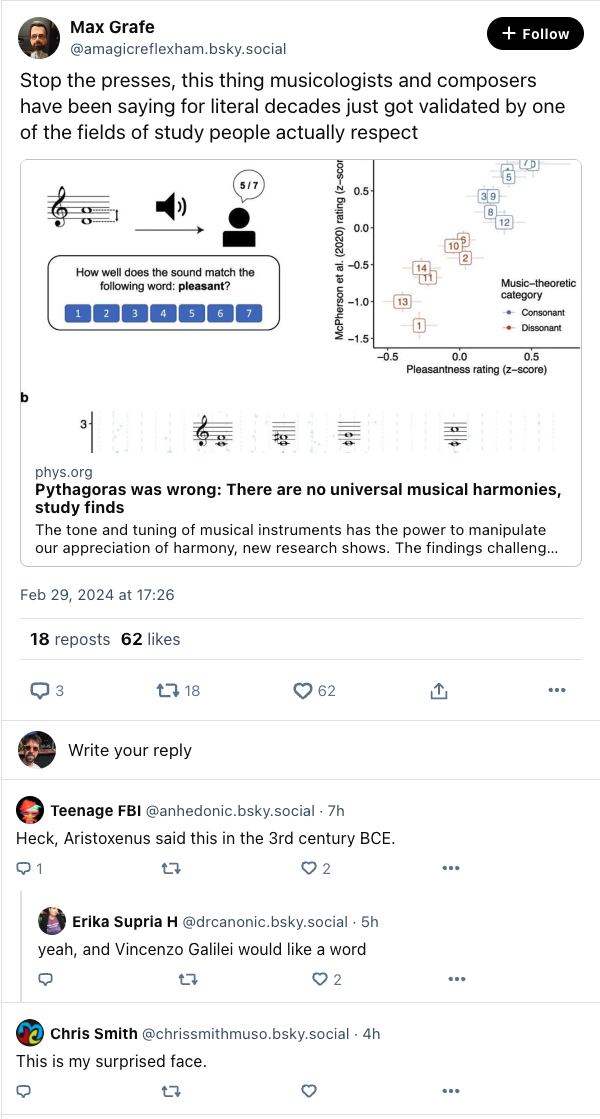 Max Grafe
@amagicreflexham.bsky.social
+ Follow
Stop the presses, this thing musicologists and composers
have been saying for literal decades just got validated by one
of the fields of study people actually respect
5 / 7
How well does the sound match the
following word: pleasant?
1 2 3 4 5 6 7
McPherson et al. (2020) rating (z-scor
0.5
0.0
−0.5
−1.0
−1.5
5
3 9
8
12
6
10
2
14
11
13
1
Music−theoretic
category
Consonant
Dissonant
−0.5 0.0 0.5
Pleasantness rating (z−score)
b
3
phys.org
Pythagoras was wrong: There are no universal musical harmonies,
study finds
The tone and tuning of musical instruments has the power to manipulate
our appreciation of harmony, new research shows. The findings challeng...
Feb 29, 2024 at 17:26
18 reposts 62 likes
3 18 62
Write your reply
Teenage FBI @anhedonic.bsky.social · 7h
Heck, Aristoxenus said this in the 3rd century BCE.
1 2
Erika Supria H @drcanonic.bsky.social · 5h
yeah, and Vincenzo Galilei would like a word
2
Chris Smith @chrissmithmuso.bsky.social · 4h
This is my surprised face.